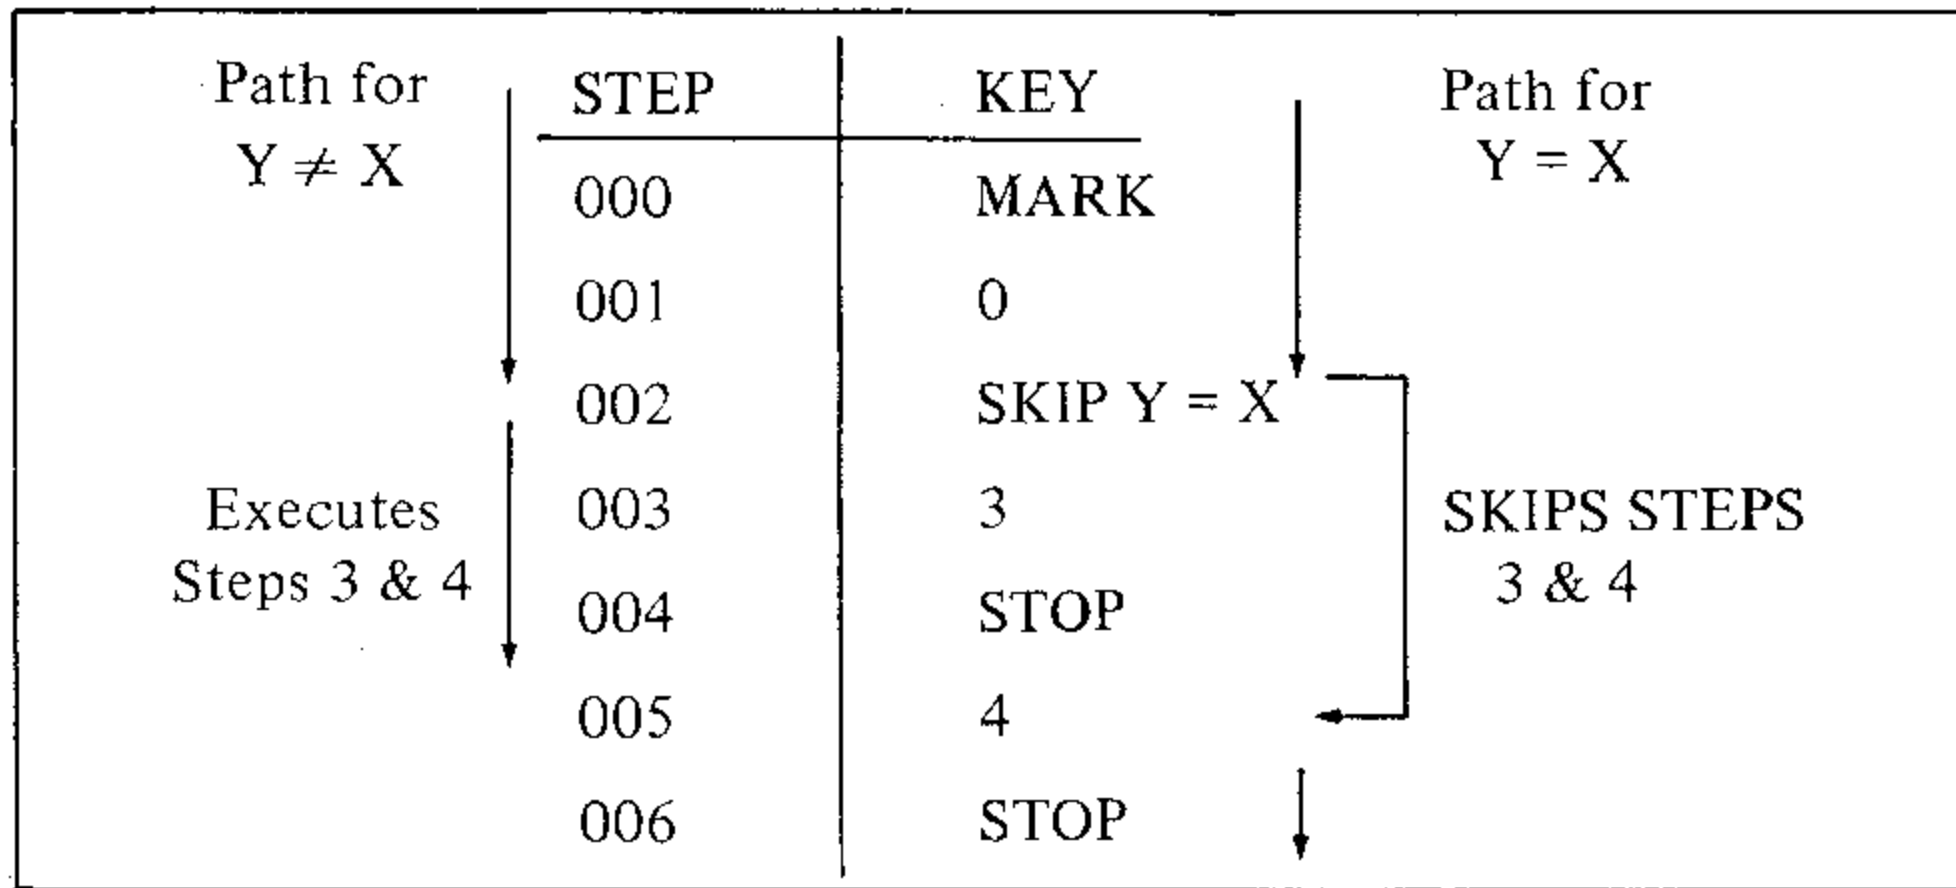 Path for
Y ≠ X
Executes
Steps 3 & 4
STEP KEY
000 MARK
001 0
002 SKIP Y = X
003 3
004 STOP
005 4
006 STOP
Path for
Y = X
SKIPS STEPS
3 & 4